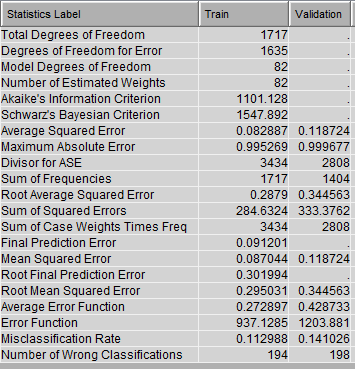 Statistics Label Train Validation
Total Degrees of Freedom 1717 .
Degrees of Freedom for Error 1635 .
Model Degrees of Freedom 82 .
Number of Estimated Weights 82 .
Akaike's Information Criterion 1101.128 .
Schwarz's Bayesian Criterion 1547.892 .
Average Squared Error 0.082887 0.118724
Maximum Absolute Error 0.995269 0.999677
Divisor for ASE 3434 2808
Sum of Frequencies 1717 1404
Root Average Squared Error 0.2879 0.344563
Sum of Squared Errors 284.6324 333.3762
Sum of Case Weights Times Freq 3434 2808
Final Prediction Error 0.091201 .
Mean Squared Error 0.087044 0.118724
Root Final Prediction Error 0.301994 .
Root Mean Squared Error 0.295031 0.344563
Average Error Function 0.272897 0.428733
Error Function 937.1285 1203.881
Misclassification Rate 0.112988 0.141026
Number of Wrong Classifications 194 198